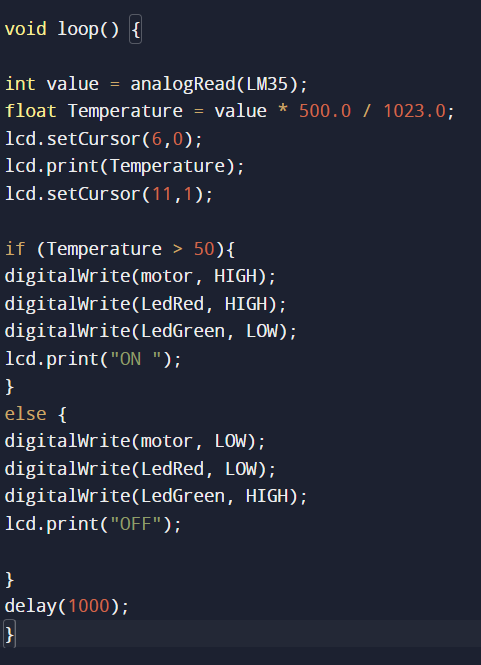 void loop() {
int value = analogRead(LM35);
float Temperature = value * 500.0 / 1023.0;
lcd.setCursor(6,0);
lcd.print(Temperature);
lcd.setCursor(11,1);
if (Temperature > 50){
digitalWrite(motor, HIGH);
digitalWrite(LedRed, HIGH);
digitalWrite(LedGreen, LOW);
lcd.print("ON ");
}
else {
digitalWrite(motor, LOW);
digitalWrite(LedRed, LOW);
digitalWrite(LedGreen, HIGH);
lcd.print("OFF");
}
delay(1000);
}